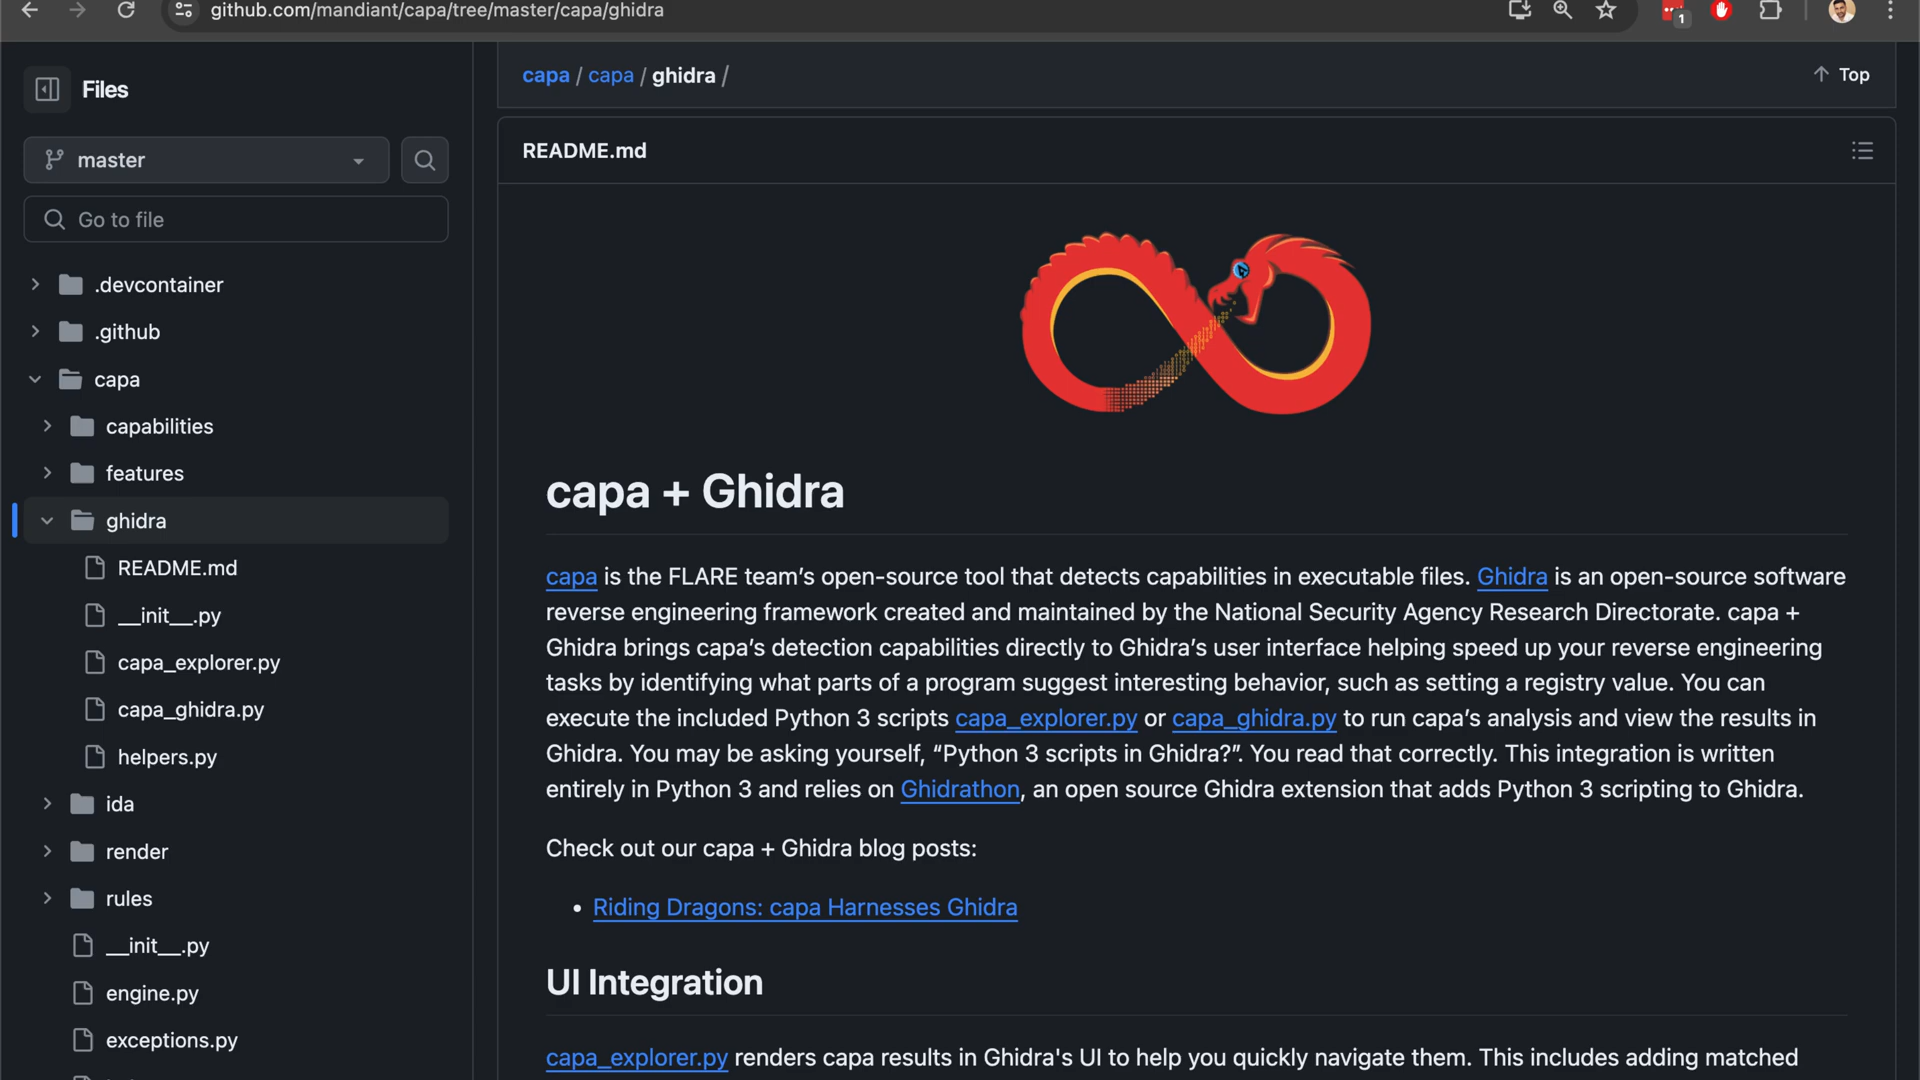 github.com/mandiant/capa/tree/master/capa/ghidra
1
Files
master
Go to file
.devcontainer
.github
capa
capabilities
features
ghidra
README.md
__init__.py
capa_explorer.py
capa_ghidra.py
helpers.py
ida
render
rules
__init__.py
engine.py
exceptions.py
capa / capa / ghidra /
Top
README.md
capa + Ghidra
capa is the FLARE team’s open-source tool that detects capabilities in executable files. Ghidra is an open-source software
reverse engineering framework created and maintained by the National Security Agency Research Directorate. capa +
Ghidra brings capa’s detection capabilities directly to Ghidra’s user interface helping speed up your reverse engineering
tasks by identifying what parts of a program suggest interesting behavior, such as setting a registry value. You can
execute the included Python 3 scripts capa_explorer.py or capa_ghidra.py to run capa’s analysis and view the results in
Ghidra. You may be asking yourself, “Python 3 scripts in Ghidra?”. You read that correctly. This integration is written
entirely in Python 3 and relies on Ghidrathon, an open source Ghidra extension that adds Python 3 scripting to Ghidra.
Check out our capa + Ghidra blog posts:
• Riding Dragons: capa Harnesses Ghidra
UI Integration
capa_explorer.py renders capa results in Ghidra's UI to help you quickly navigate them. This includes adding matched